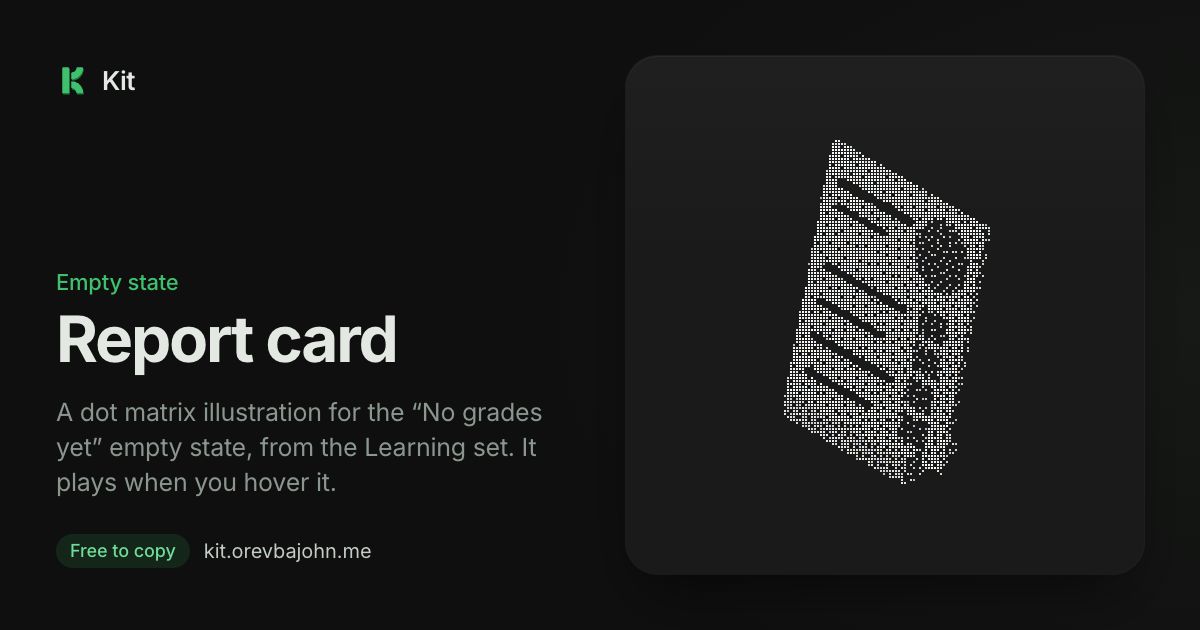 Kit
Empty state
Report card
A dot matrix illustration for the “No grades
yet” empty state, from the Learning set. It
plays when you hover it.
Free to copy
kit.orevbajohn.me